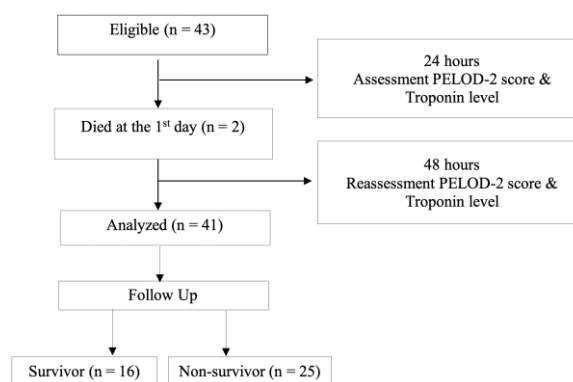 Eligible (n = 43)
24 hours
Assessment PELOD-2 score &
Troponin level
Died at the 1st day (n = 2)
48 hours
Reassessment PELOD-2 score &
Troponin level
Analyzed (n = 41)
Follow Up
Survivor (n = 16)
Non-survivor (n = 25)